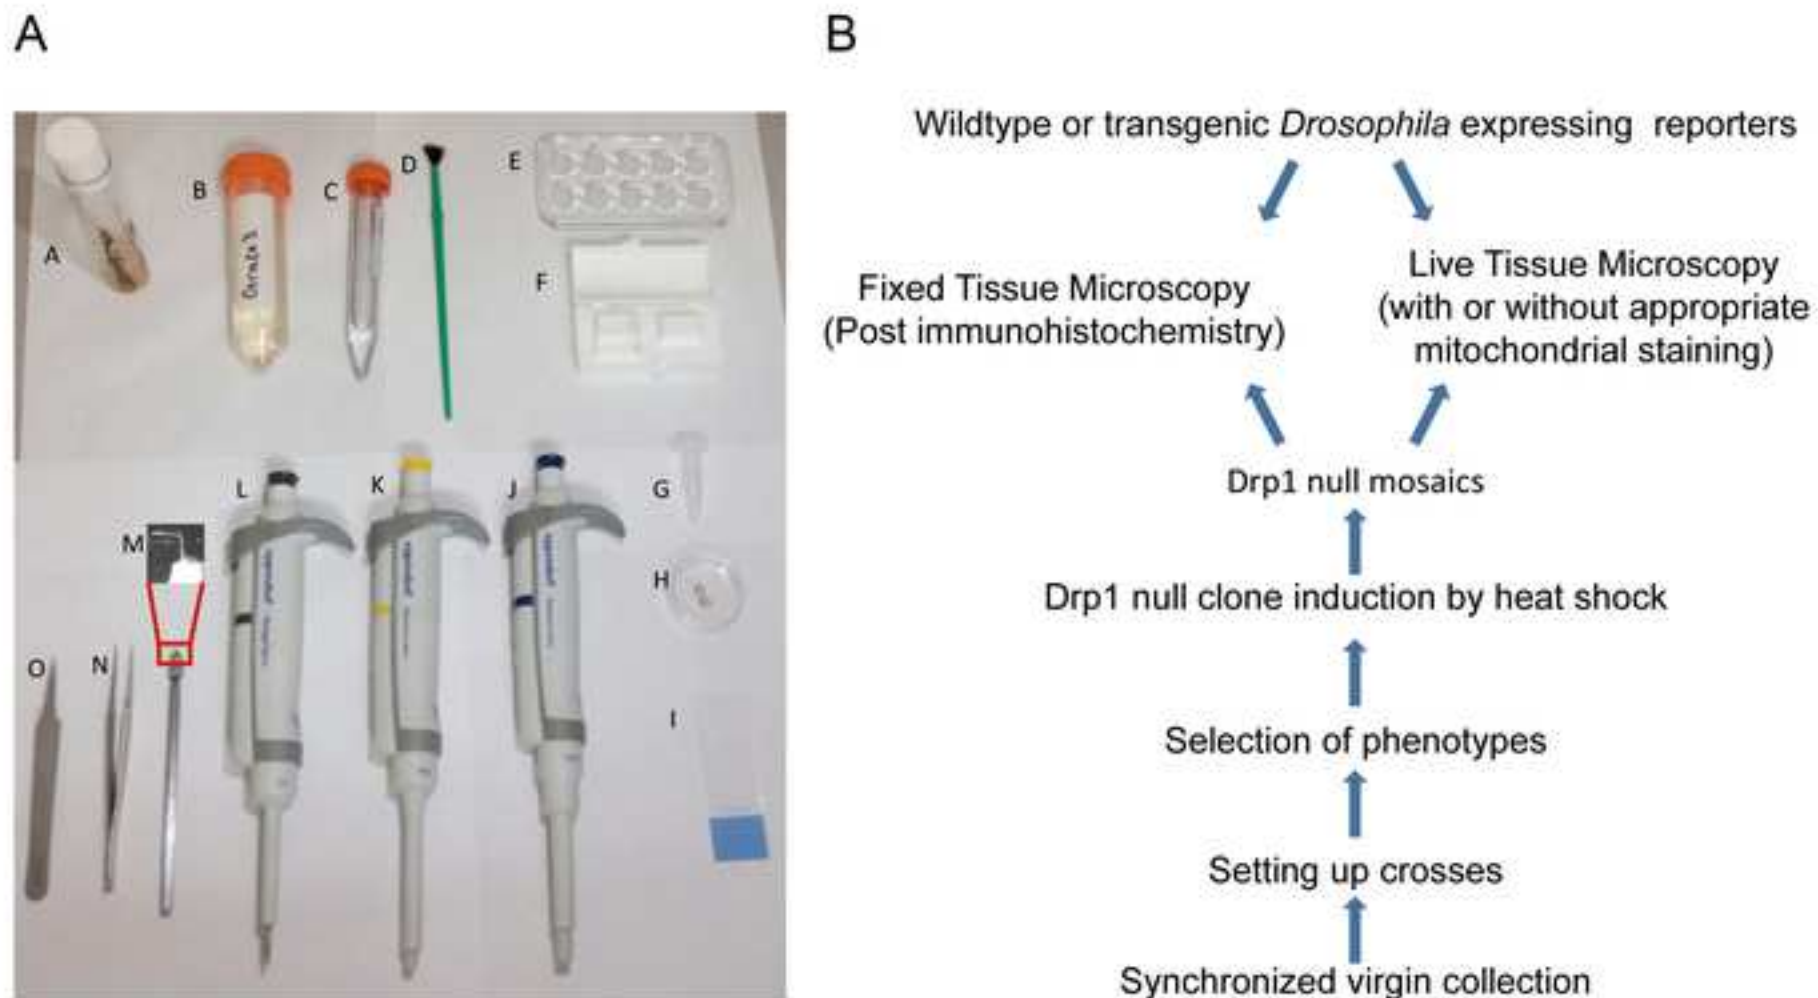 A
B
A
B
C
D
E
F
G
H
I
J
K
L
M
N
O
Wildtype or transgenic Drosophila expressing reporters
Fixed Tissue Microscopy
(Post immunohistochemistry)
Live Tissue Microscopy
(with or without appropriate
mitochondrial staining)
Drp1 null mosaics
Drp1 null clone induction by heat shock
Selection of phenotypes
Setting up crosses
Synchronized virgin collection